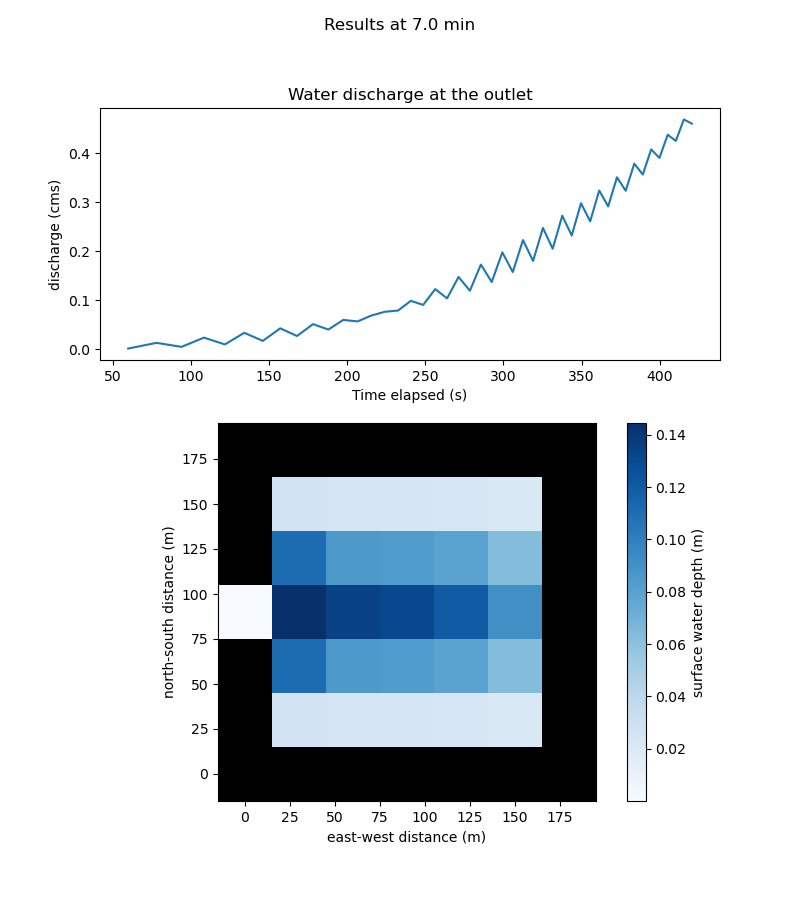 Results at 7.0 min
Water discharge at the outlet
0.4
0.3
0.2
0.1
0.0
discharge (cms)
50 100 150 200 250 300 350 400
Time elapsed (s)
175
150
125
100
75
50
25
0
north-south distance (m)
0 25 50 75 100 125 150 175
east-west distance (m)
0.14
0.12
0.10
0.08
0.06
0.04
0.02
surface water depth (m)